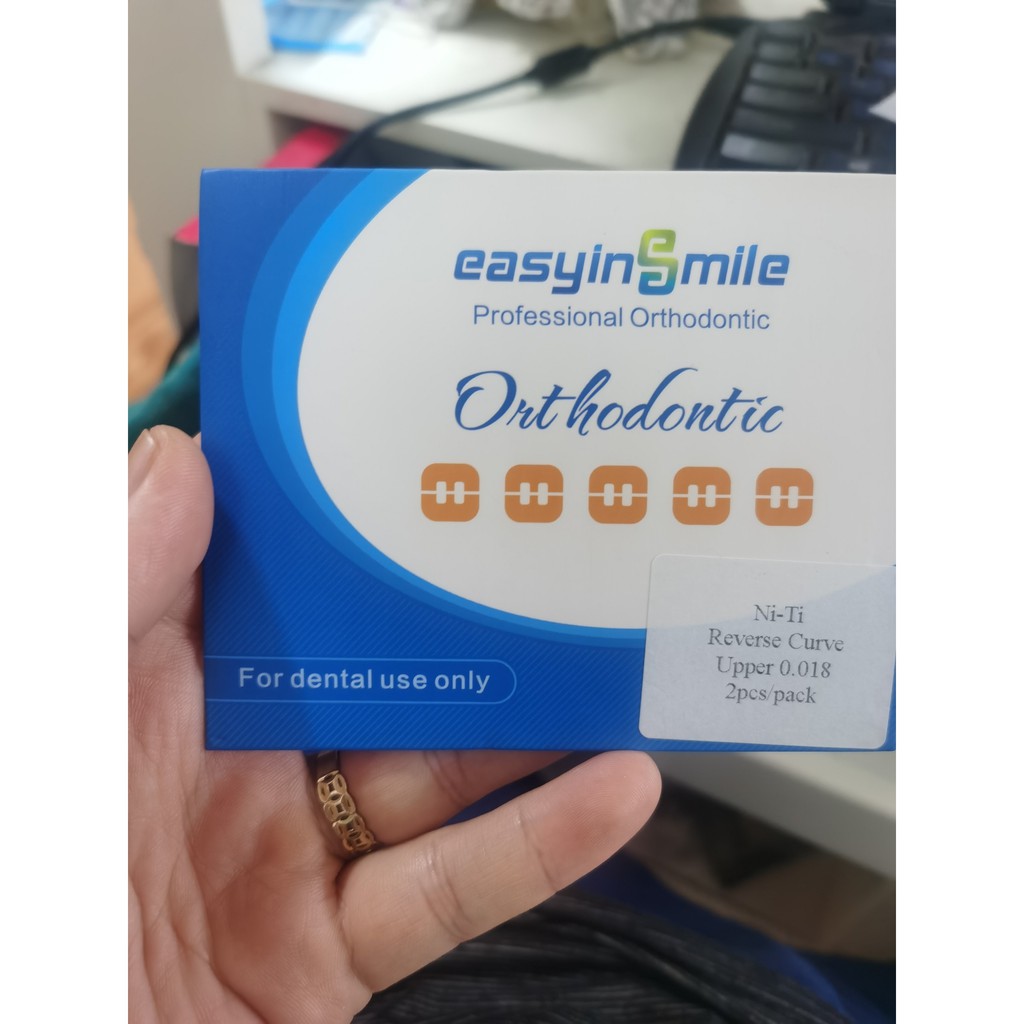 easyinSmile
Professional Orthodontic
Orthodontic
For dental use only
Ni-Ti
Reverse Curve
Upper 0.018
2pcs/pack